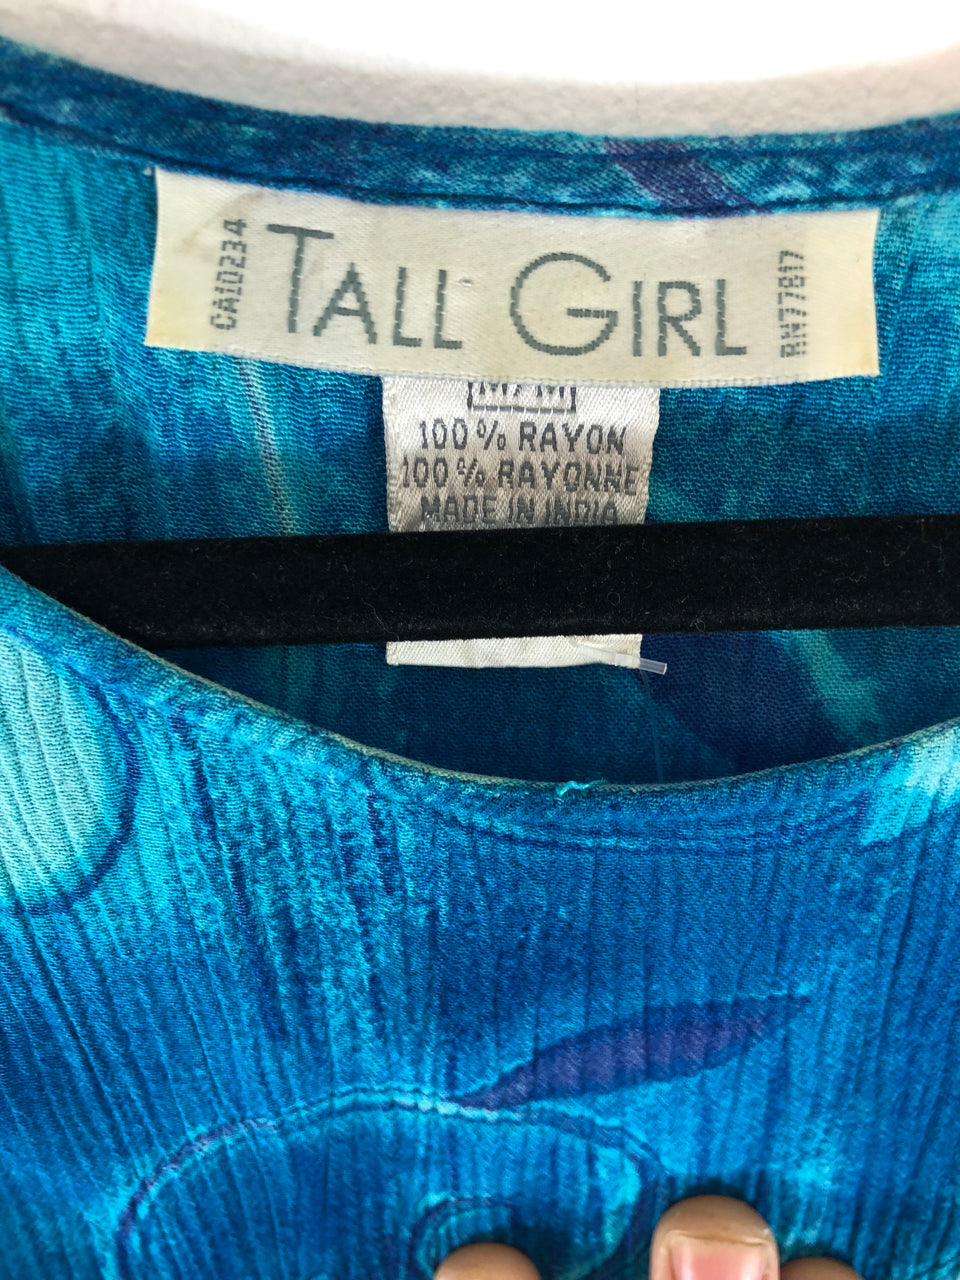 CA10234
TALL GIRL
RN77817
M/M
100% RAYON
100% RAYONNE
MADE IN INDIA